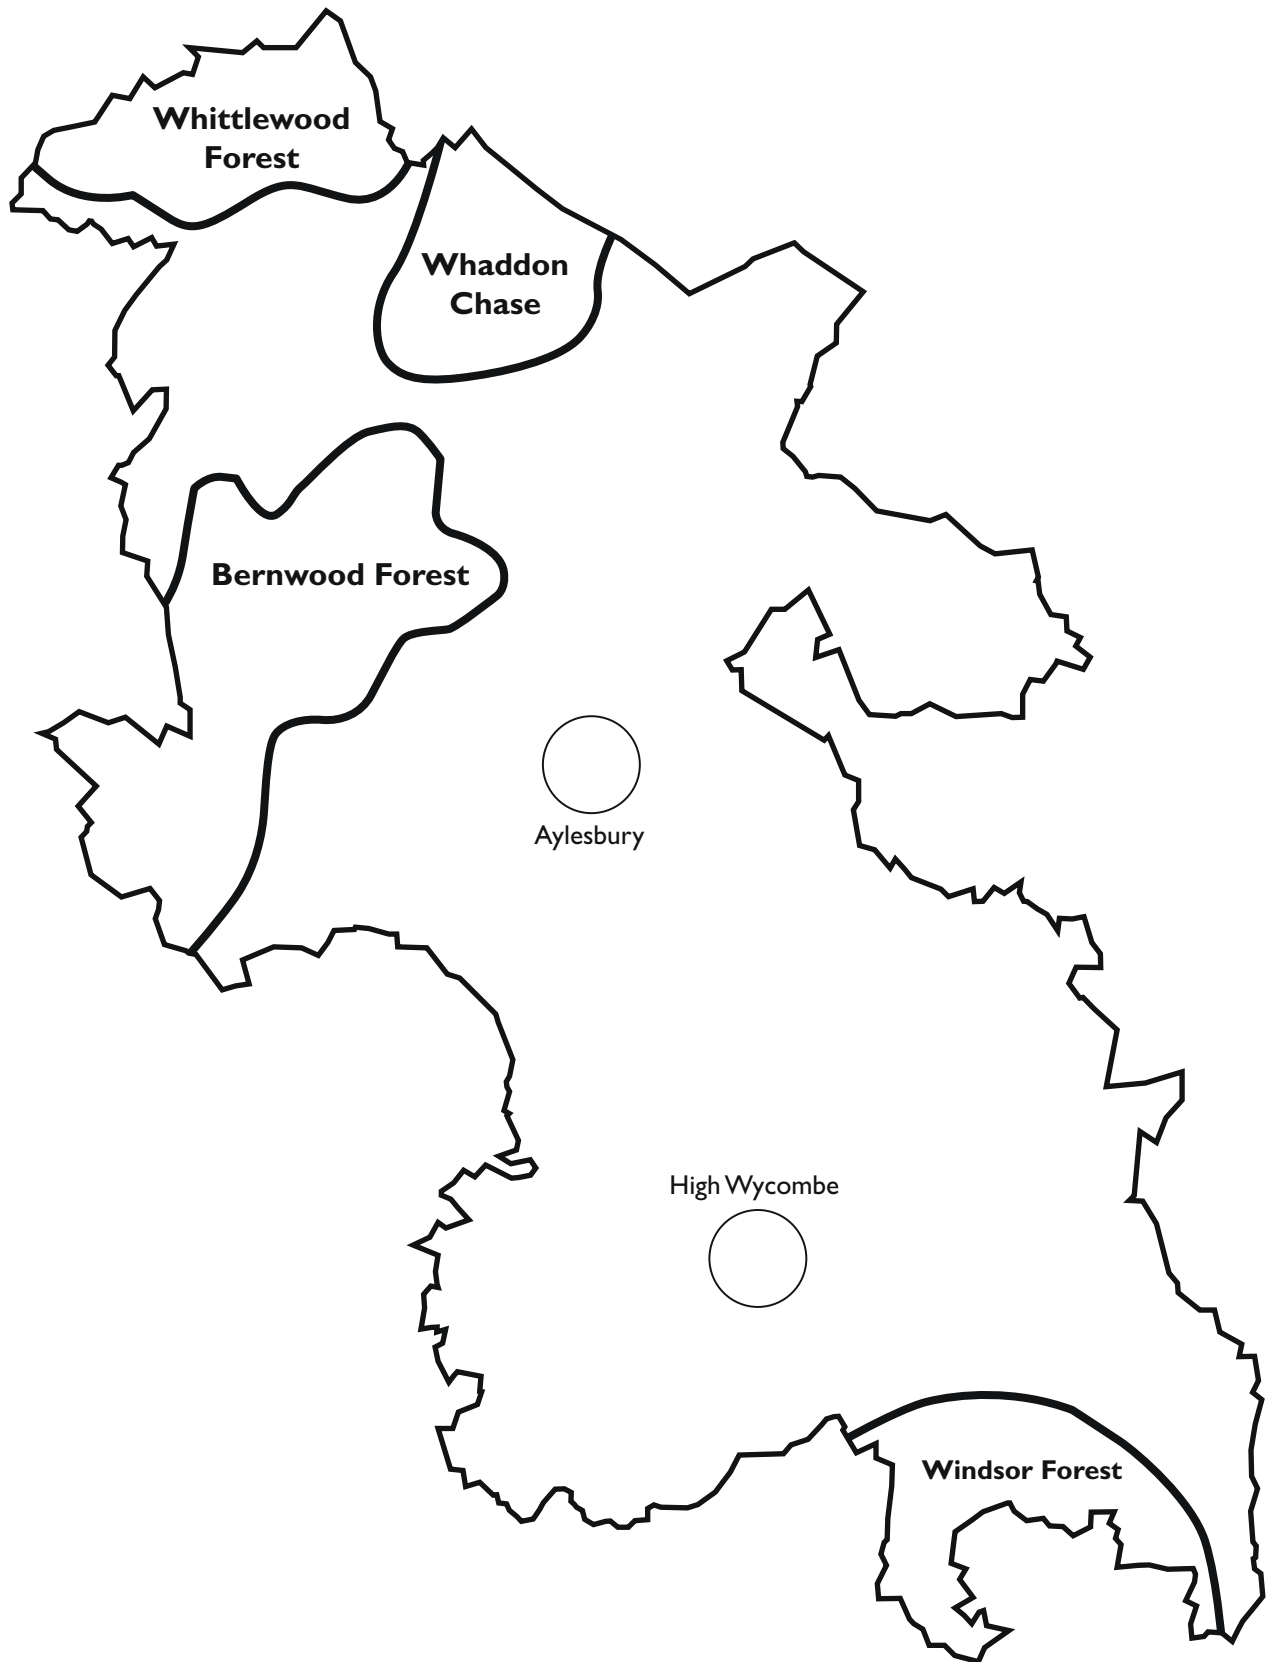 Whittlewood
Forest
Whaddon
Chase
Bernwood Forest
Aylesbury
High Wycombe
Windsor Forest